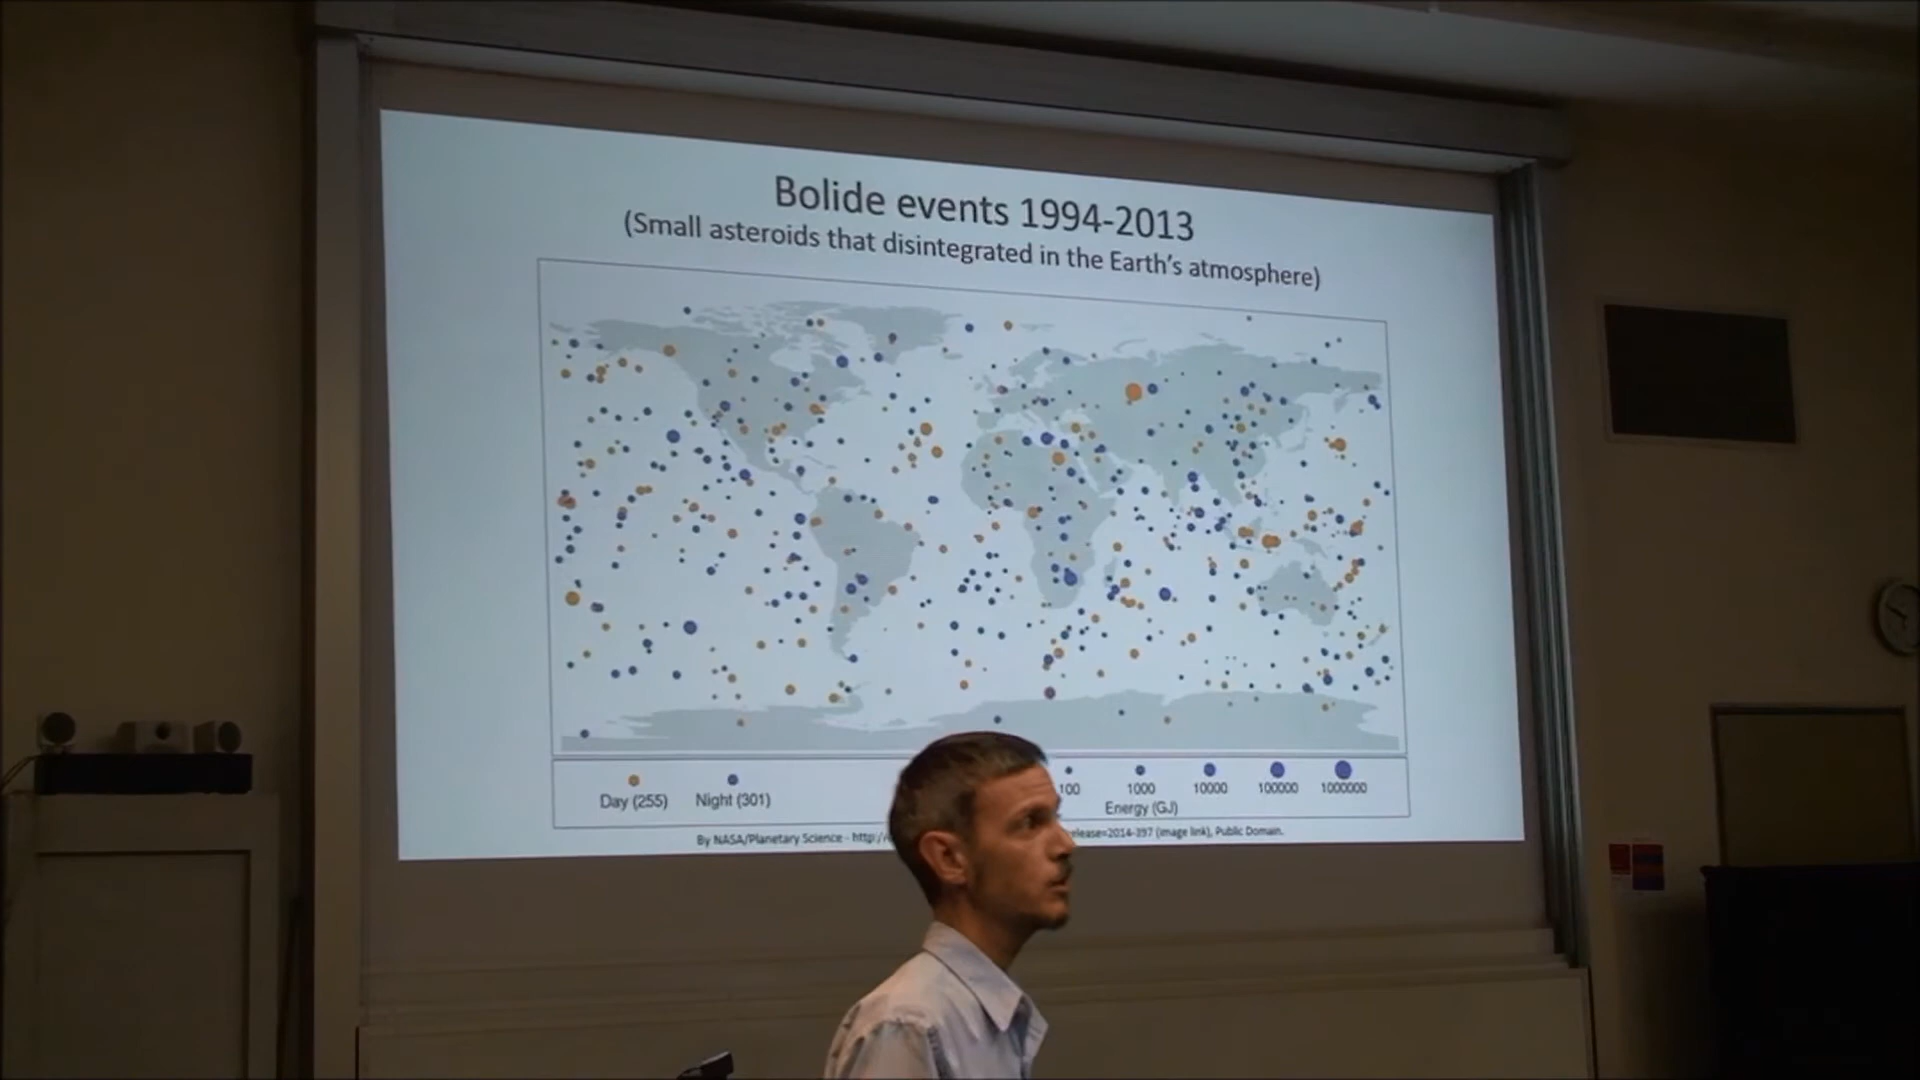 Bolide events 1994-2013
(Small asteroids that disintegrated in the Earth's atmosphere)
Day (255) Night (301)
100 1000 10000 100000 1000000
Energy (GJ)
By NASA/Planetary Science - http:/ elease=2014-397 (image link), Public Domain.